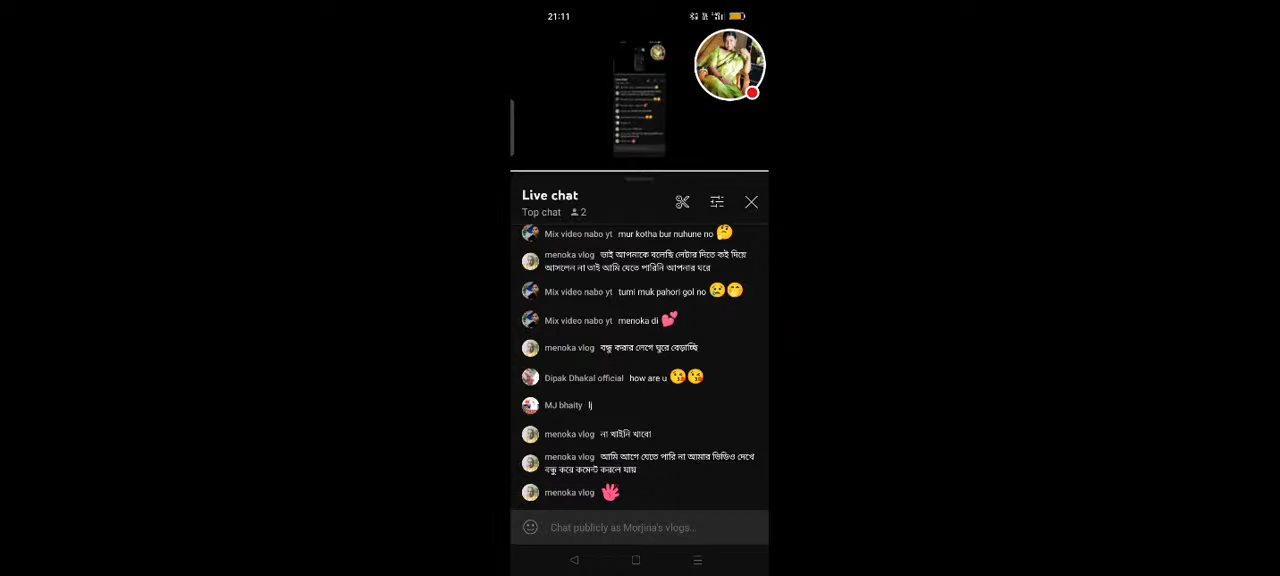 21:11
Live chat
Top chat 2
Mix video nabo yt mur kotha bur nuhune no 🤔
menoka vlog ভাই আপনাকে বলেছি লেটার দিতে কই দিয়ে
আসলেন না তাই আমি যেতে পারিনি আপনার ঘরে
Mix video nabo yt tumi muk pahori gol no 😢🤭
Mix video nabo yt menoka di 💕
menoka vlog বন্ধু করার লেগে ঘুরে বেড়াচ্ছি
Dipak Dhakal official how are u 😘😘
MJ bhaity lj
menoka vlog না খাইনি খাবো
menoka vlog আমি আগে যেতে পারি না আমার ভিডিও দেখে
বন্ধু করে কমেন্ট করলে যায়
menoka vlog
Chat publicly as Morjina's vlogs...